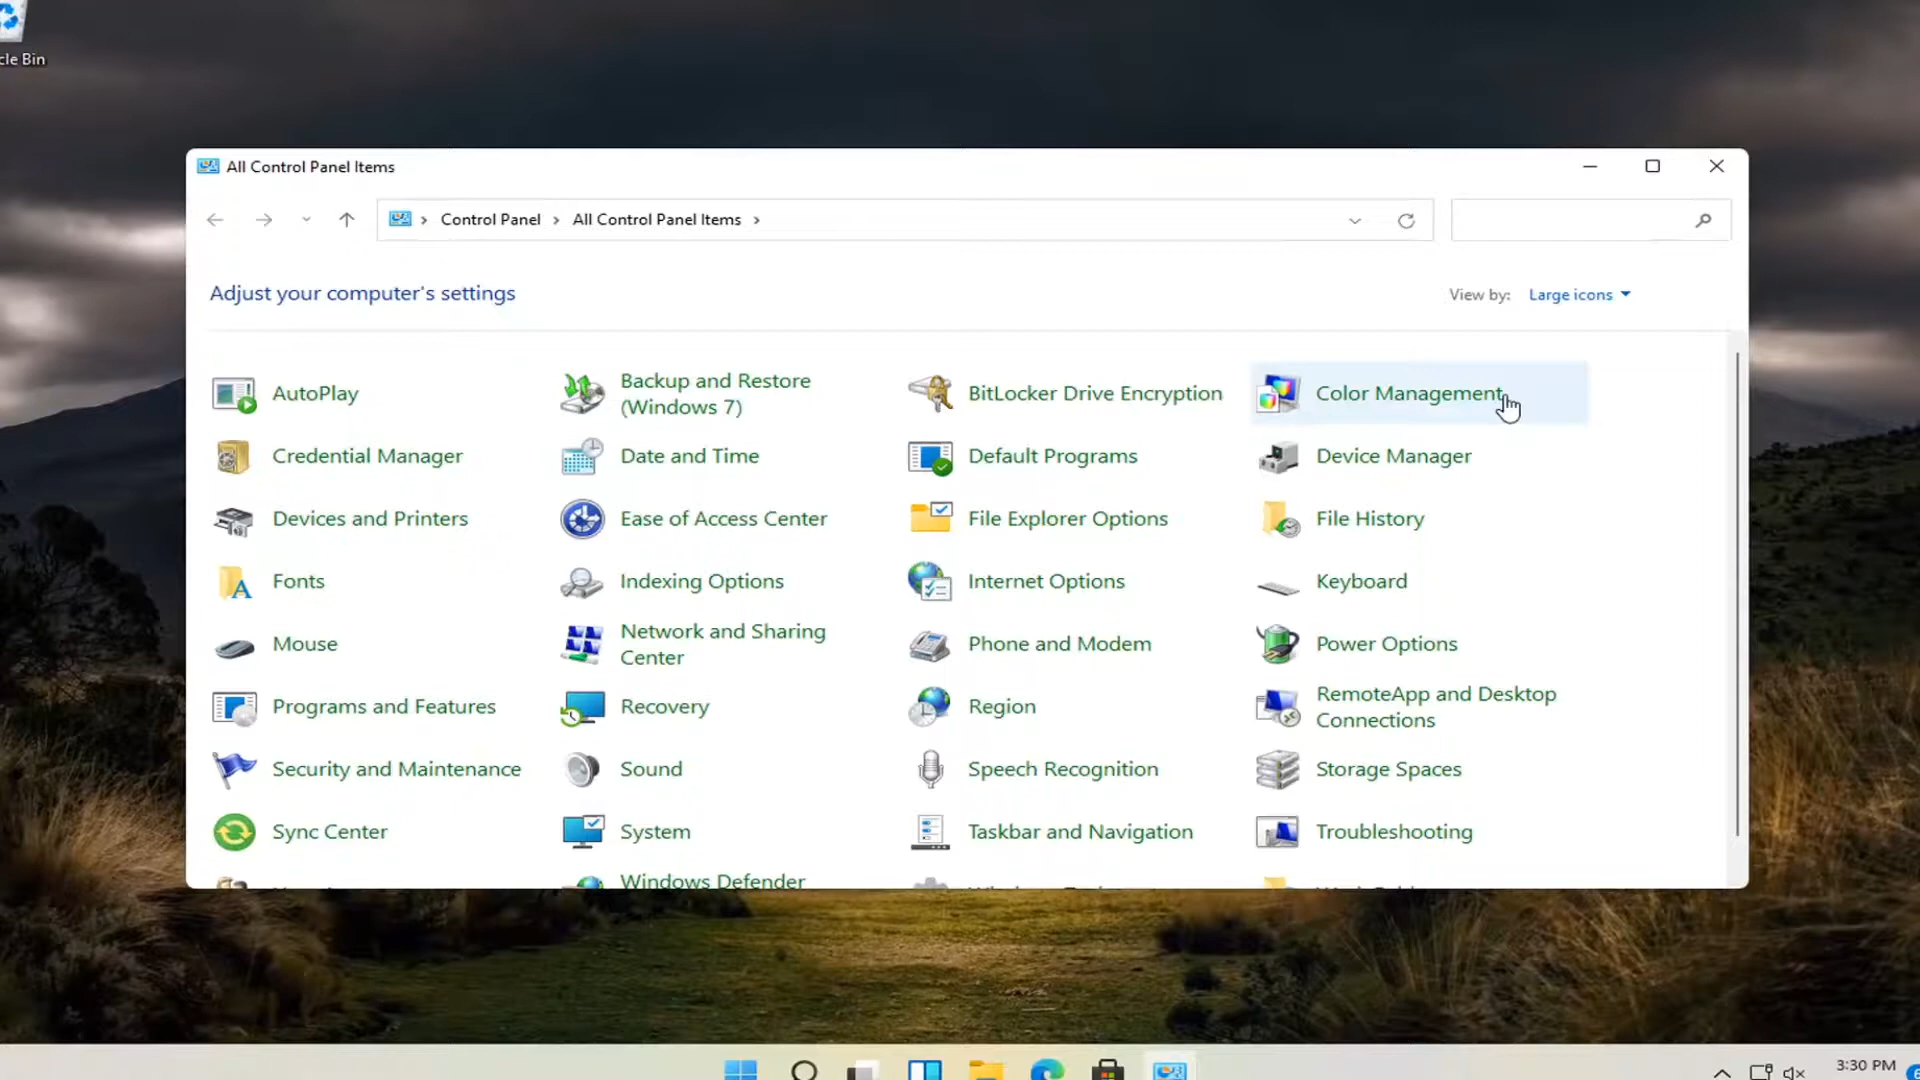 cle Bin
All Control Panel Items
Control Panel
All Control Panel Items
Adjust your computer's settings
View by: Large icons
AutoPlay
Backup and Restore
(Windows 7)
BitLocker Drive Encryption
Color Management
Credential Manager
Date and Time
Default Programs
Device Manager
Devices and Printers
Ease of Access Center
File Explorer Options
File History
Fonts
Indexing Options
Internet Options
Keyboard
Mouse
Network and Sharing
Center
Phone and Modem
Power Options
Programs and Features
Recovery
Region
RemoteApp and Desktop
Connections
Security and Maintenance
Sound
Speech Recognition
Storage Spaces
Sync Center
System
Taskbar and Navigation
Troubleshooting
Windows Defender
3:30 PM